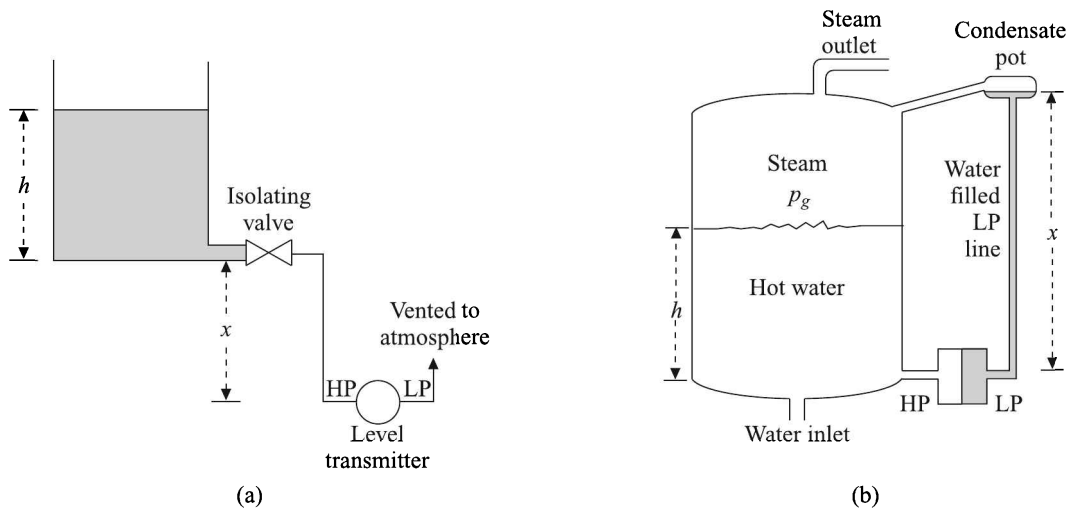 h
Isolating
valve
x
Vented to
atmosphere
HP
LP
Level
transmitter
(a)
Steam
outlet
Condensate
pot
Steam
p_g
Water
filled
LP
line
x
Hot water
h
HP
LP
Water inlet
(b)